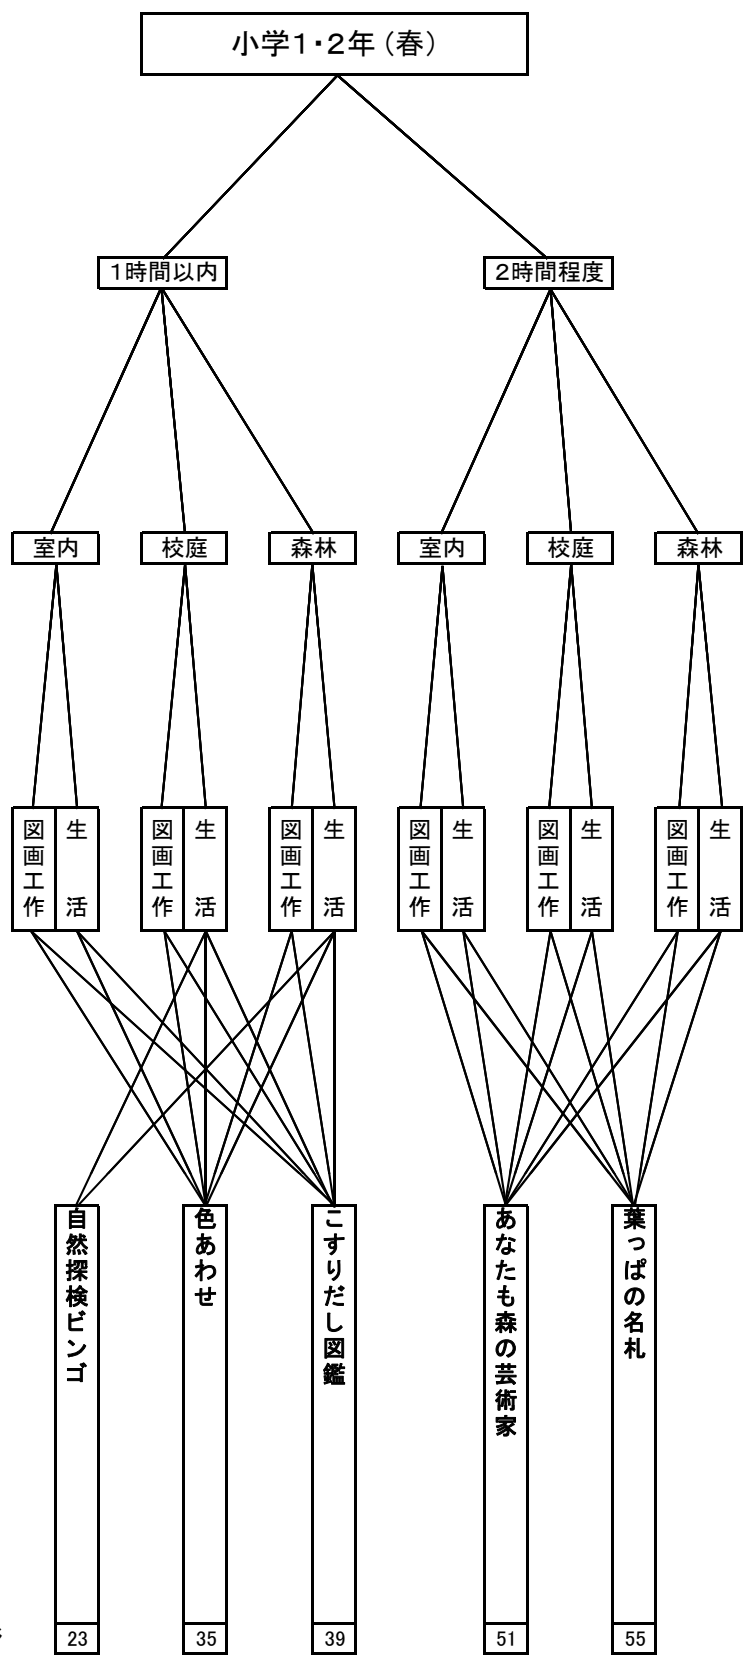 小学１・２年（春）
１時間以内
２時間程度
室内
校庭
森林
室内
校庭
森林
図画工作
生活
図画工作
生活
図画工作
生活
図画工作
生活
図画工作
生活
図画工作
生活
自然探検ビンゴ
色あわせ
こすりだし図鑑
あなたも森の芸術家
葉っぱの名札
23
35
39
51
55